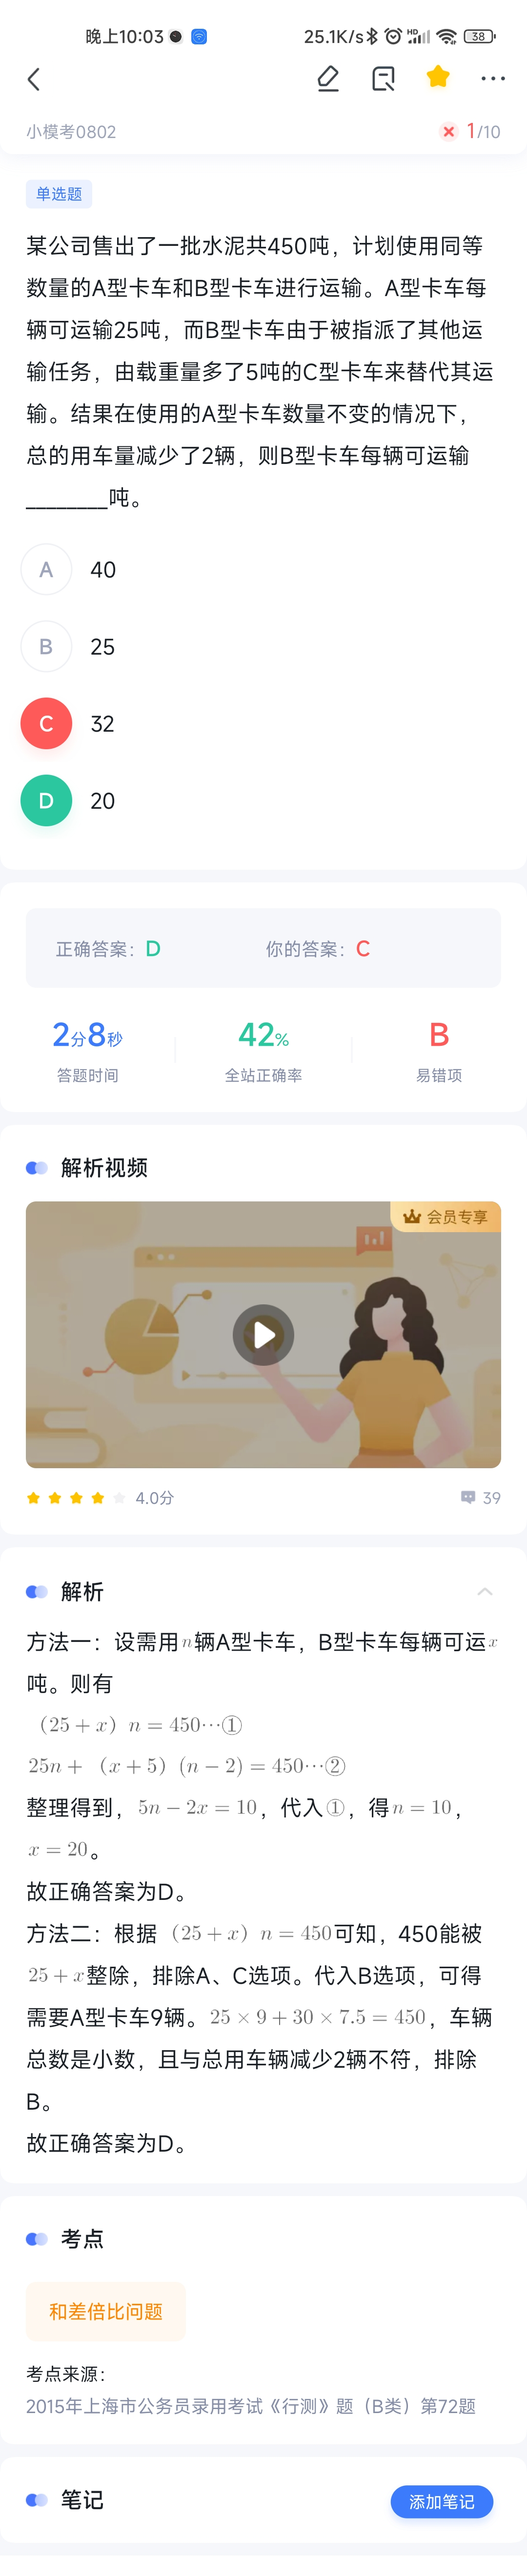 晚上10:03
25.1K/s HD 38
小模考0802
1/10
单选题
某公司售出了一批水泥共450吨，计划使用同等
数量的A型卡车和B型卡车进行运输。A型卡车每
辆可运输25吨，而B型卡车由于被指派了其他运
输任务，由载重量多了5吨的C型卡车来替代其运
输。结果在使用的A型卡车数量不变的情况下，
总的用车量减少了2辆，则B型卡车每辆可运输
________吨。
A 40
B 25
C 32
D 20
正确答案：D 你的答案：C
2分8秒 42% B
答题时间 全站正确率 易错项
解析视频
会员专享
4.0分 39
解析
方法一：设需用n辆A型卡车，B型卡车每辆可运x
吨。则有
（25 + x）n = 450⋯①
25n + （x + 5）(n − 2) = 450⋯②
整理得到，5n − 2x = 10，代入①，得n = 10，
x = 20。
故正确答案为D。
方法二：根据（25 + x）n = 450可知，450能被
25 + x整除，排除A、C选项。代入B选项，可得
需要A型卡车9辆。25 × 9 + 30 × 7.5 = 450，车辆
总数是小数，且与总用车辆减少2辆不符，排除
B。
故正确答案为D。
考点
和差倍比问题
考点来源：
2015年上海市公务员录用考试《行测》题（B类）第72题
笔记
添加笔记